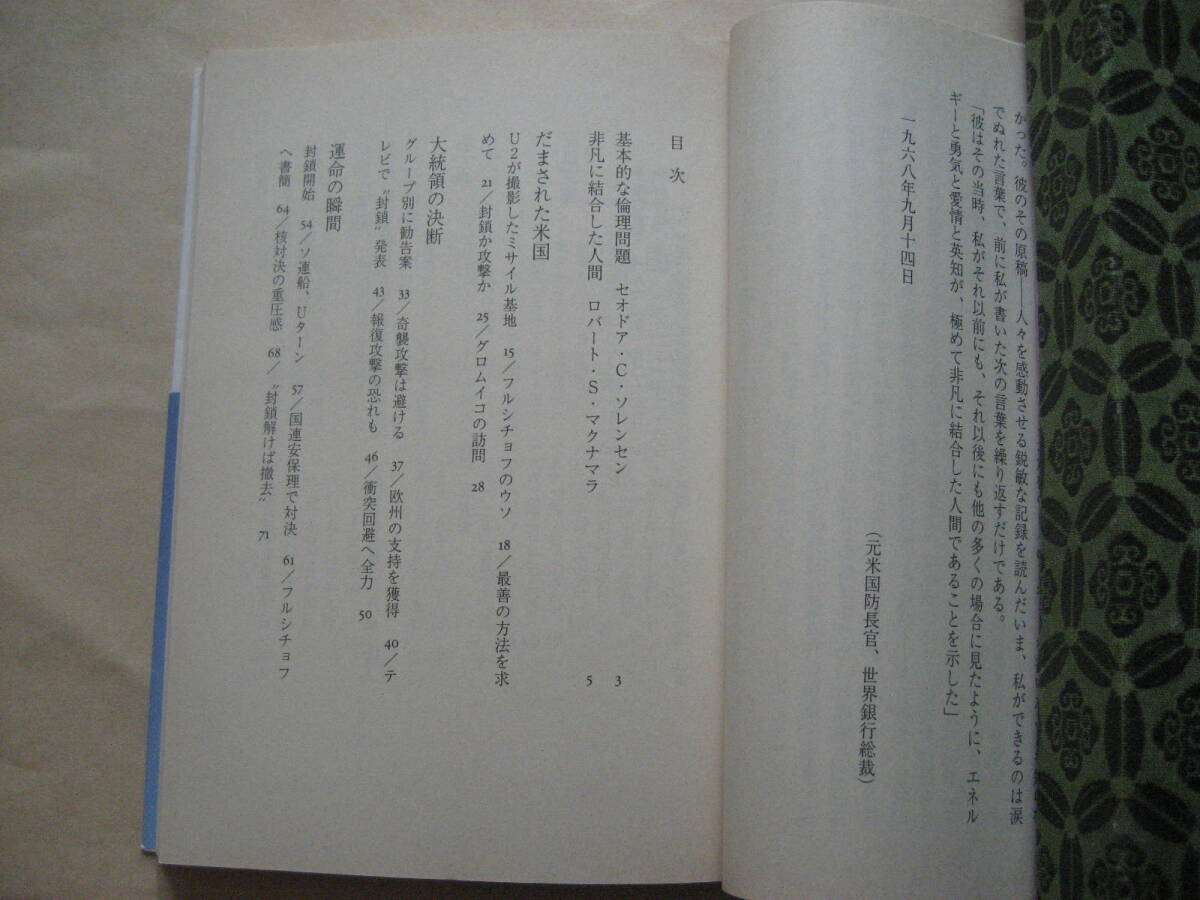 かった。彼のその原稿——人々を感動させる鋭敏な記録を読んだいま、私ができるのは涙
でぬれた言葉で、前に私が書いた次の言葉を繰り返すだけである。
「彼はその当時、私がそれ以前にも、それ以後にも他の多くの場合に見たように、エネル
ギーと勇気と愛情と英知が、極めて非凡に結合した人間であることを示した」
一九六八年九月十四日
(元米国防長官、世界銀行総裁)
目次
基本的な倫理問題 セオドア・C・ソレンセン 3
非凡に結合した人間 ロバート・S・マクナマラ 5
だまされた米国
U2が撮影したミサイル基地 15/フルシチョフのウソ 18/最善の方法を求
めて 21/封鎖か攻撃か 25/グロムイコの訪問 28
大統領の決断
グループ別に勧告案 33/奇襲攻撃は避ける 37/欧州の支持を獲得 40/テ
レビで〝封鎖〟発表 43/報復攻撃の恐れも 46/衝突回避へ全力 50
運命の瞬間
封鎖開始 54/ソ連船、Uターン 57/国連安保理で対決 61/フルシチョフ
へ書簡 64/核対決の重圧感 68/〝封鎖解けば撤去〟 71